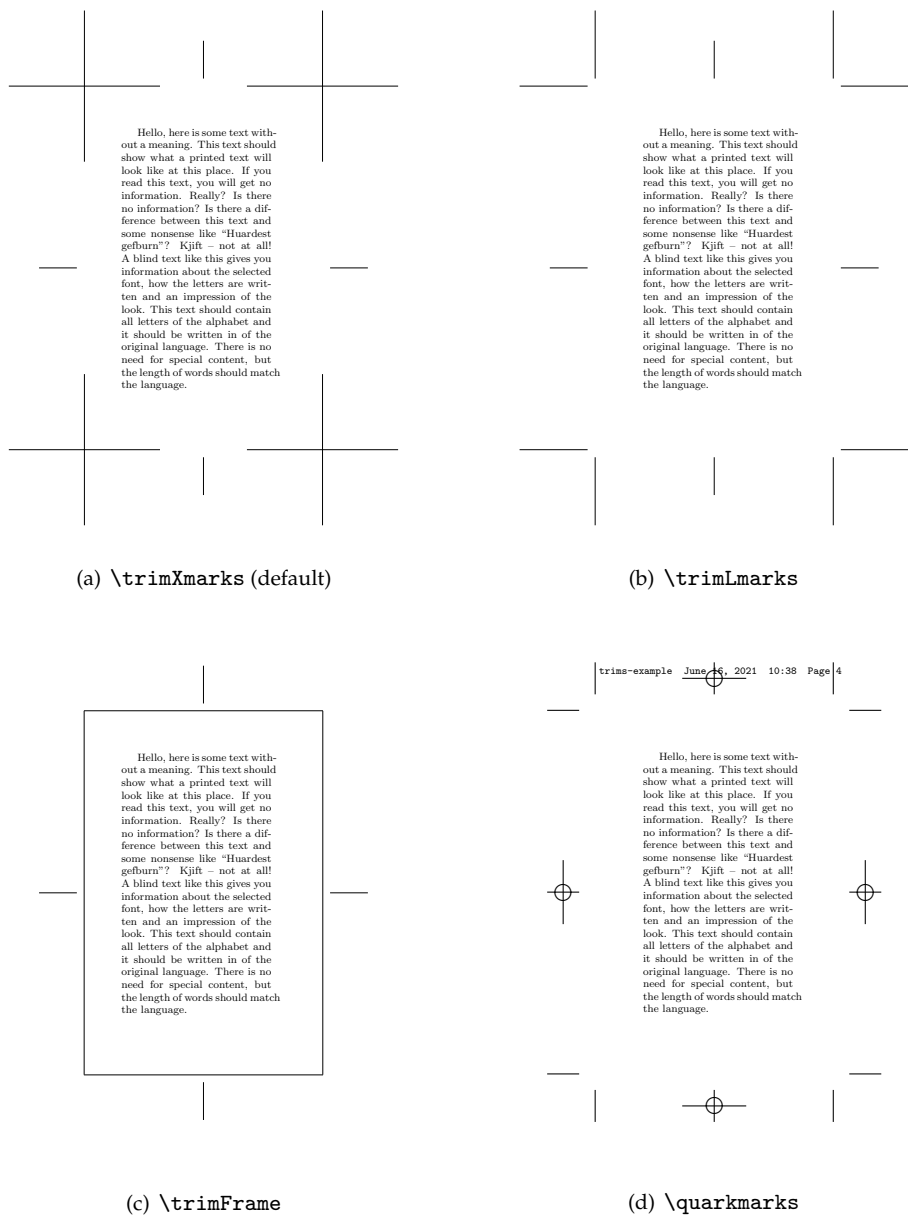 Hello, here is some text with-
out a meaning. This text should
show what a printed text will
look like at this place. If you
read this text, you will get no
information. Really? Is there
no information? Is there a dif-
ference between this text and
some nonsense like “Huardest
gefburn”? Kjift – not at all!
A blind text like this gives you
information about the selected
font, how the letters are writ-
ten and an impression of the
look. This text should contain
all letters of the alphabet and
it should be written in of the
original language. There is no
need for special content, but
the length of words should match
the language.
(a) \trimXmarks (default)
Hello, here is some text with-
out a meaning. This text should
show what a printed text will
look like at this place. If you
read this text, you will get no
information. Really? Is there
no information? Is there a dif-
ference between this text and
some nonsense like “Huardest
gefburn”? Kjift – not at all!
A blind text like this gives you
information about the selected
font, how the letters are writ-
ten and an impression of the
look. This text should contain
all letters of the alphabet and
it should be written in of the
original language. There is no
need for special content, but
the length of words should match
the language.
(b) \trimLmarks
Hello, here is some text with-
out a meaning. This text should
show what a printed text will
look like at this place. If you
read this text, you will get no
information. Really? Is there
no information? Is there a dif-
ference between this text and
some nonsense like “Huardest
gefburn”? Kjift – not at all!
A blind text like this gives you
information about the selected
font, how the letters are writ-
ten and an impression of the
look. This text should contain
all letters of the alphabet and
it should be written in of the
original language. There is no
need for special content, but
the length of words should match
the language.
(c) \trimFrame
trims-example June 16, 2021 10:38 Page 4
Hello, here is some text with-
out a meaning. This text should
show what a printed text will
look like at this place. If you
read this text, you will get no
information. Really? Is there
no information? Is there a dif-
ference between this text and
some nonsense like “Huardest
gefburn”? Kjift – not at all!
A blind text like this gives you
information about the selected
font, how the letters are writ-
ten and an impression of the
look. This text should contain
all letters of the alphabet and
it should be written in of the
original language. There is no
need for special content, but
the length of words should match
the language.
(d) \quarkmarks